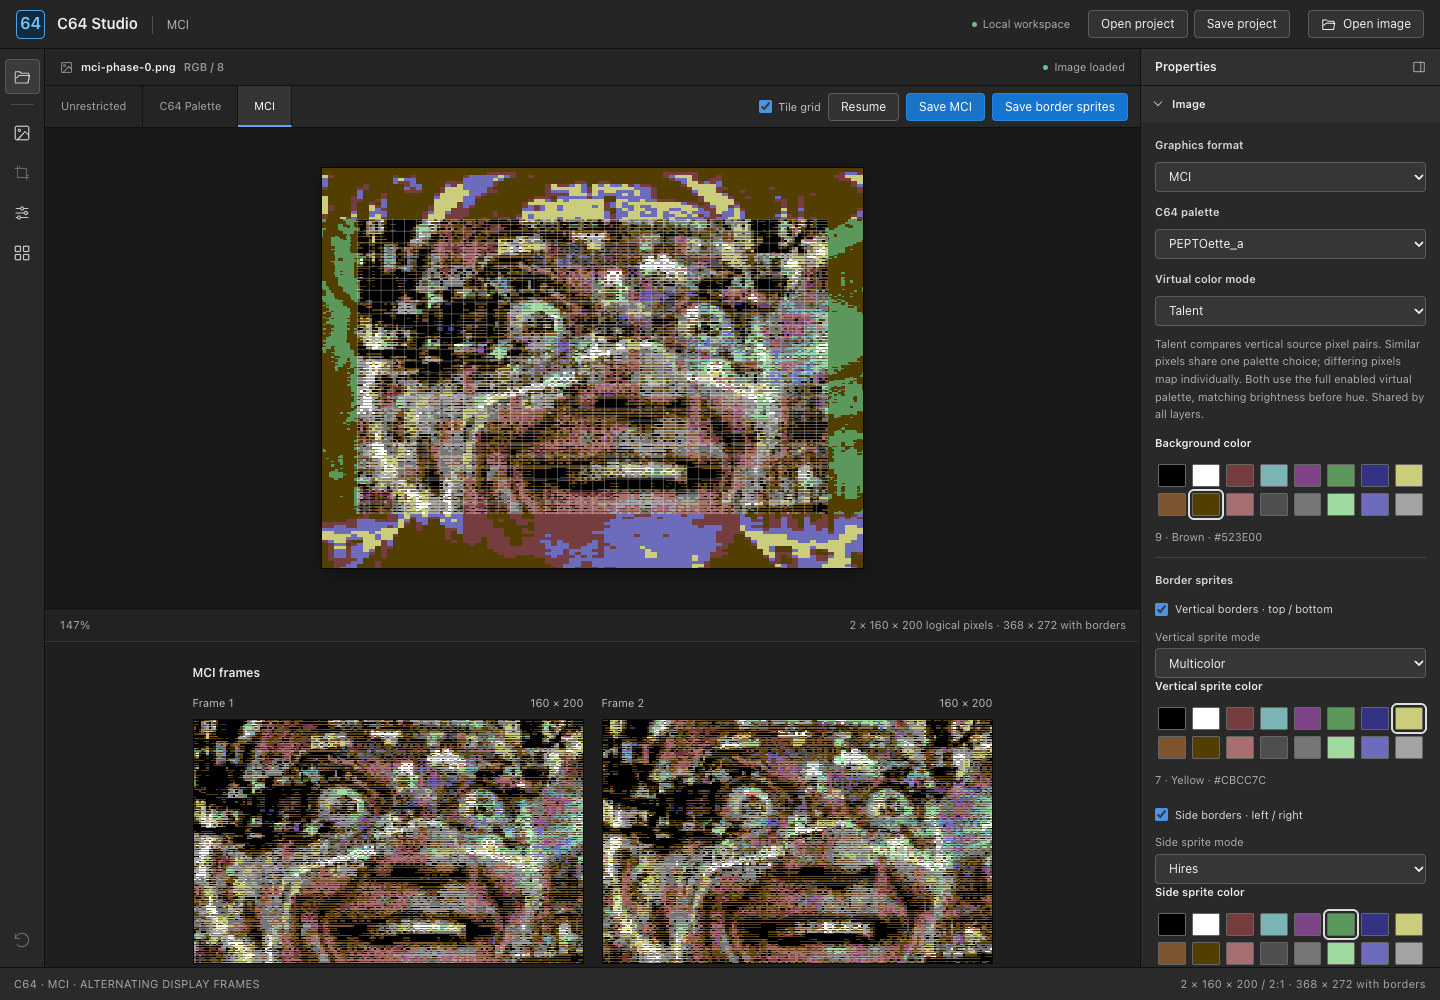 64 C64 Studio MCI
Local workspace Open project Save project Open image
mci-phase-0.png RGB / 8 Image loaded
Unrestricted C64 Palette MCI
Tile grid Resume Save MCI Save border sprites
147% 2 × 160 × 200 logical pixels · 368 × 272 with borders
MCI frames
Frame 1 160 × 200 Frame 2 160 × 200
Properties
Image
Graphics format
MCI
C64 palette
PEPTOette_a
Virtual color mode
Talent
Talent compares vertical source pixel pairs. Similar
pixels share one palette choice; differing pixels
map individually. Both use the full enabled virtual
palette, matching brightness before hue. Shared by
all layers.
Background color
9 · Brown · #523E00
Border sprites
Vertical borders · top / bottom
Vertical sprite mode
Multicolor
Vertical sprite color
7 · Yellow · #CBCC7C
Side borders · left / right
Side sprite mode
Hires
Side sprite color
C64 · MCI · ALTERNATING DISPLAY FRAMES 2 × 160 × 200 / 2:1 · 368 × 272 with borders